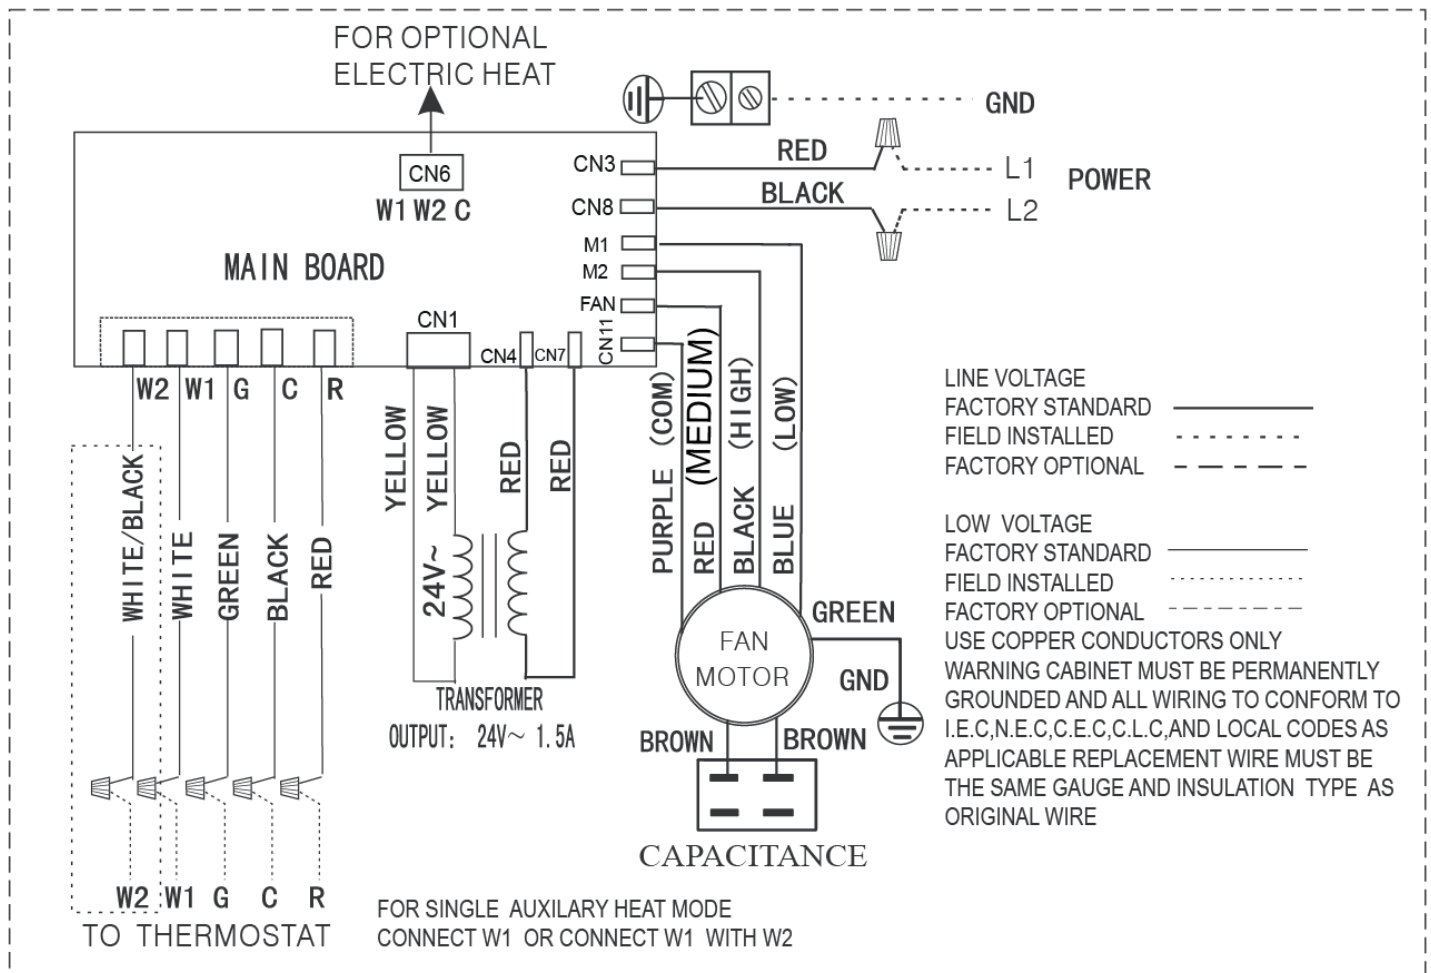 FOR OPTIONAL
ELECTRIC HEAT
GND
CN3
RED
L1
POWER
CN6
W1 W2 C
CN8
BLACK
L2
M1
M2
MAIN BOARD
FAN
CN11
CN1
CN4
CN7
W2
W1
G
C
R
YELLOW
YELLOW
RED
RED
PURPLE (COM)
RED (MEDIUM)
BLACK (HIGH)
BLUE (LOW)
WHITE/BLACK
WHITE
GREEN
BLACK
RED
24V~
TRANSFORMER
OUTPUT: 24V~ 1.5A
FAN
MOTOR
GREEN
GND
BROWN
BROWN
CAPACITANCE
LINE VOLTAGE
FACTORY STANDARD
FIELD INSTALLED
FACTORY OPTIONAL
LOW VOLTAGE
FACTORY STANDARD
FIELD INSTALLED
FACTORY OPTIONAL
USE COPPER CONDUCTORS ONLY
WARNING CABINET MUST BE PERMANENTLY
GROUNDED AND ALL WIRING TO CONFORM TO
I.E.C,N.E.C,C.E.C,C.L.C,AND LOCAL CODES AS
APPLICABLE REPLACEMENT WIRE MUST BE
THE SAME GAUGE AND INSULATION TYPE AS
ORIGINAL WIRE
W2
W1
G
C
R
TO THERMOSTAT
FOR SINGLE AUXILARY HEAT MODE
CONNECT W1 OR CONNECT W1 WITH W2